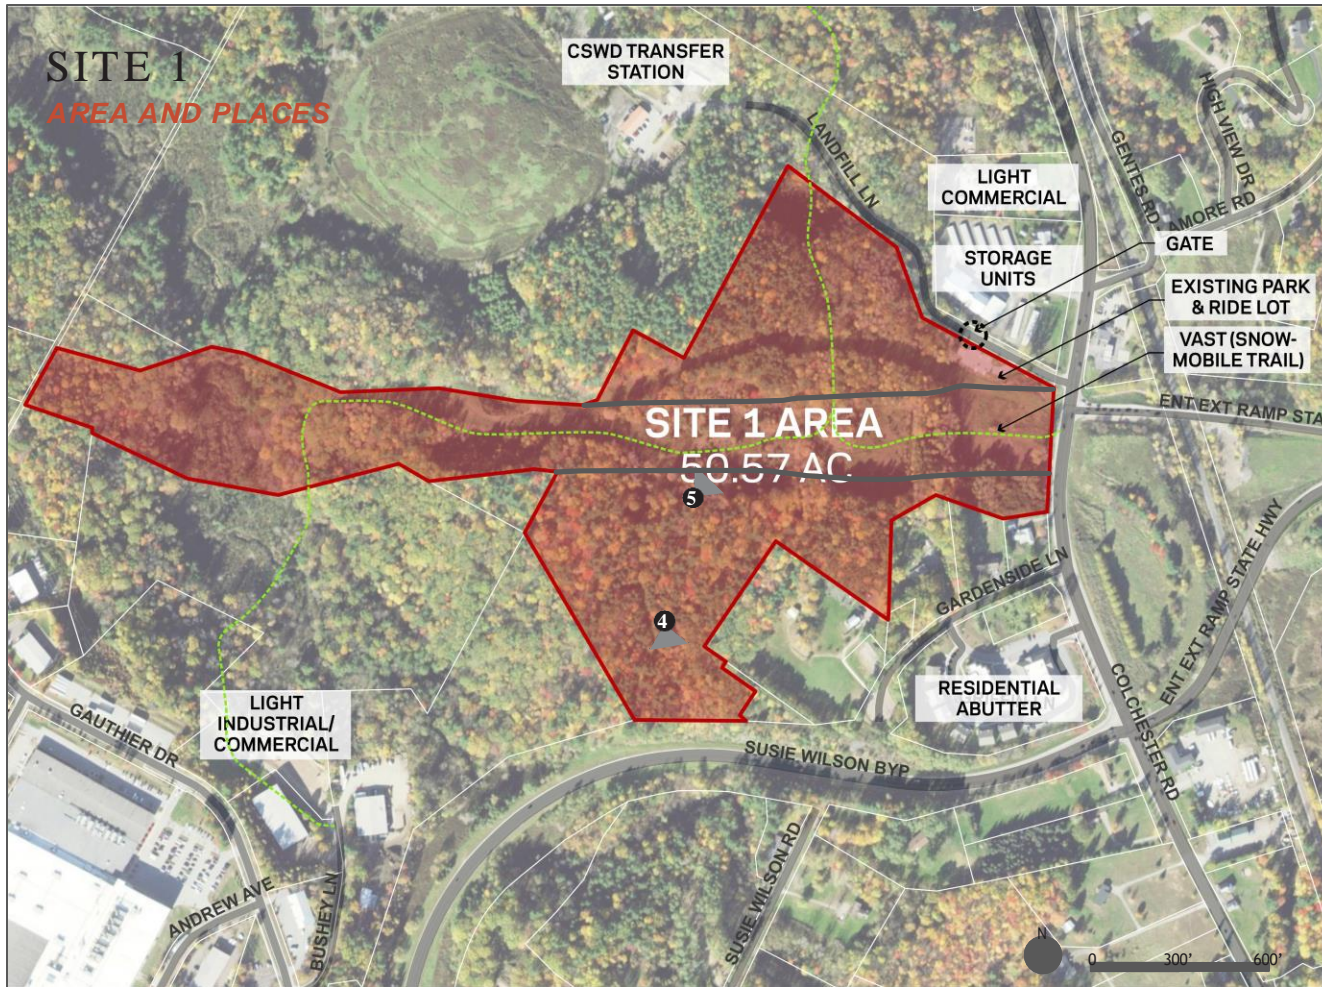 SITE 1
AREA AND PLACES
CSWD TRANSFER
STATION
LANDFILL LN
LIGHT
COMMERCIAL
GENTES RD
HIGH VIEW DR
AMORE RD
GATE
STORAGE
UNITS
EXISTING PARK
& RIDE LOT
VAST (SNOW-
MOBILE TRAIL)
ENT EXT RAMP STA
SITE 1 AREA
50.57 AC
5
4
GARDENSIDE LN
ENT EXT RAMP STATE HWY
RESIDENTIAL
ABUTTER
COLCHESTER RD
LIGHT
INDUSTRIAL/
COMMERCIAL
GAUTHIER DR
SUSIE WILSON BYP
SUSIE WILSON RD
ANDREW AVE
BUSHEY LN
N
0 300' 600'